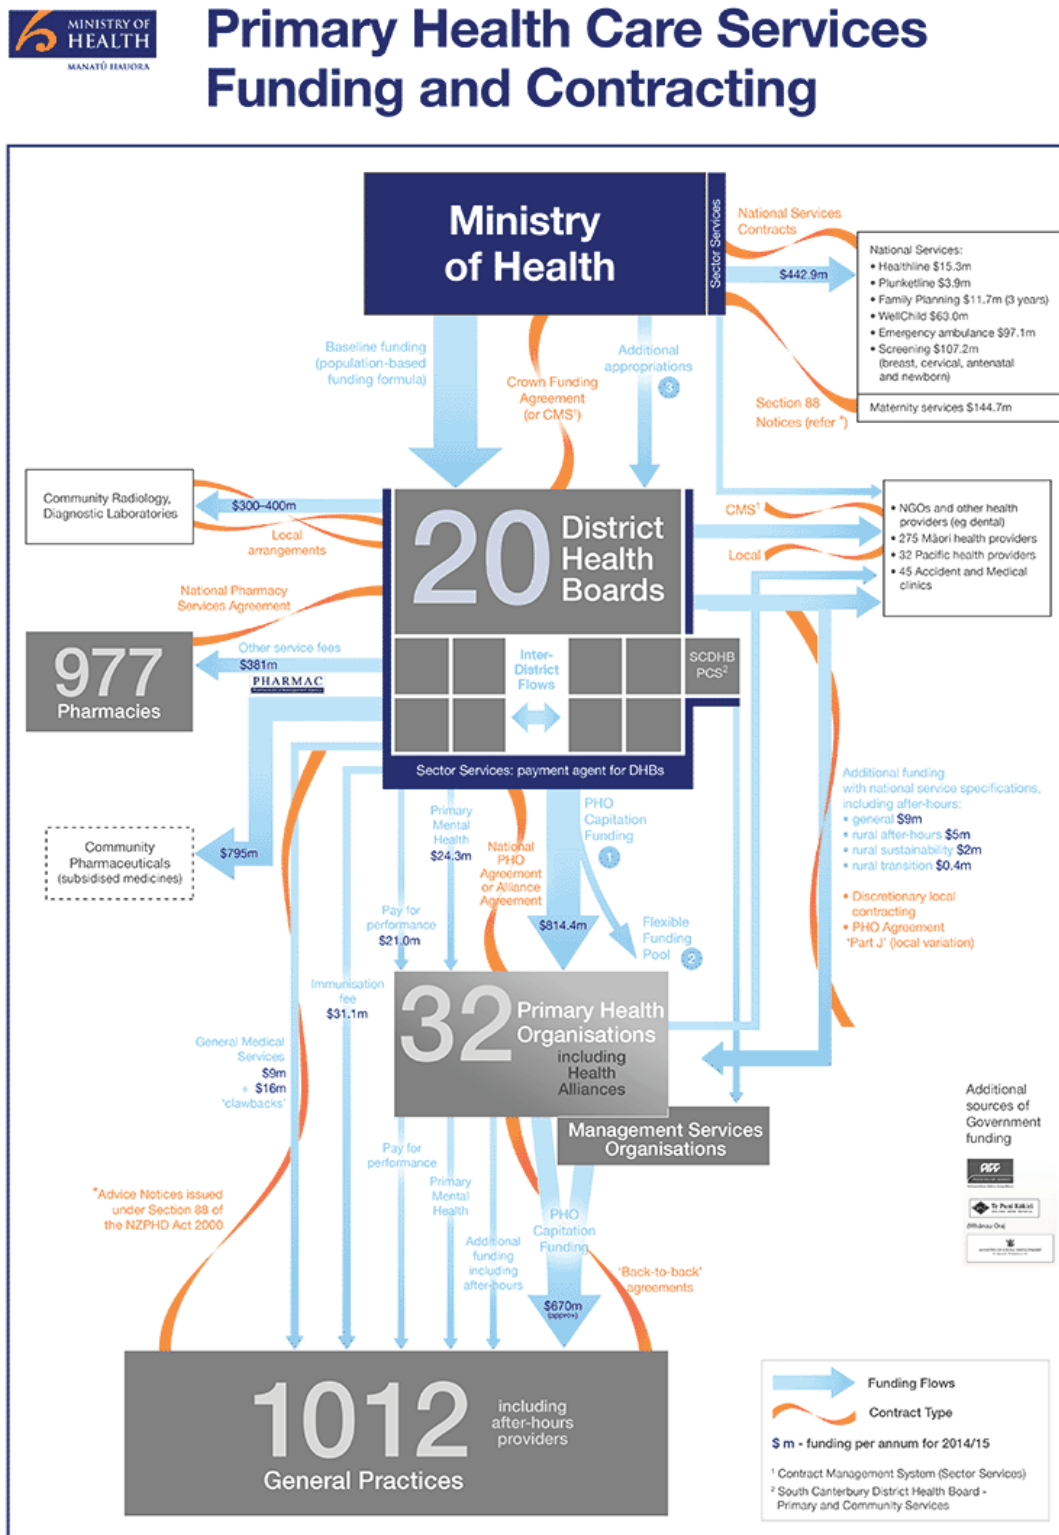 MINISTRY OF
HEALTH
MANATŪ HAUORA
Primary Health Care Services
Funding and Contracting
Ministry
of Health
Sector Services
National Services
Contracts
$442.9m
National Services:
• Healthline $15.3m
• Plunketline $3.9m
• Family Planning $11.7m (3 years)
• WellChild $63.0m
• Emergency ambulance $97.1m
• Screening $107.2m
(breast, cervical, antenatal
and newborn)
Maternity services $144.7m
Baseline funding
(population-based
funding formula)
Crown Funding
Agreement
(or CMS¹)
Additional
appropriations
3
Section 88
Notices (refer *)
Community Radiology,
Diagnostic Laboratories
$300–400m
Local
arrangements
20
District
Health
Boards
CMS¹
Local
• NGOs and other health
providers (eg dental)
• 275 Māori health providers
• 32 Pacific health providers
• 45 Accident and Medical
clinics
National Pharmacy
Services Agreement
977
Pharmacies
Other service fees
$381m
PHARMAC
Inter-
District
Flows
SCDHB
PCS²
Sector Services: payment agent for DHBs
Community
Pharmaceuticals
(subsidised medicines)
$795m
Primary
Mental
Health
$24.3m
National
PHO
Agreement
or Alliance
Agreement
PHO
Capitation
Funding
1
Additional funding
with national service specifications,
including after-hours:
• general $9m
• rural after-hours $5m
• rural sustainability $2m
• rural transition $0.4m
• Discretionary local
contracting
• PHO Agreement
'Part J' (local variation)
Pay for
performance
$21.0m
$814.4m
Flexible
Funding
Pool
2
Immunisation
fee
$31.1m
General Medical
Services
$9m
+ $16m
'clawbacks'
32
Primary Health
Organisations
including
Health
Alliances
Management Services
Organisations
Additional
sources of
Government
funding
Te Puni Kōkiri
(Whānau Ora)
Pay for
performance
Primary
Mental
Health
Additional
funding
including
after-hours
PHO
Capitation
Funding
$670m
(approx)
'Back-to-back'
agreements
*Advice Notices issued
under Section 88 of
the NZPHD Act 2000
1012
General Practices
including
after-hours
providers
Funding Flows
Contract Type
$ m - funding per annum for 2014/15
¹ Contract Management System (Sector Services)
² South Canterbury District Health Board -
Primary and Community Services